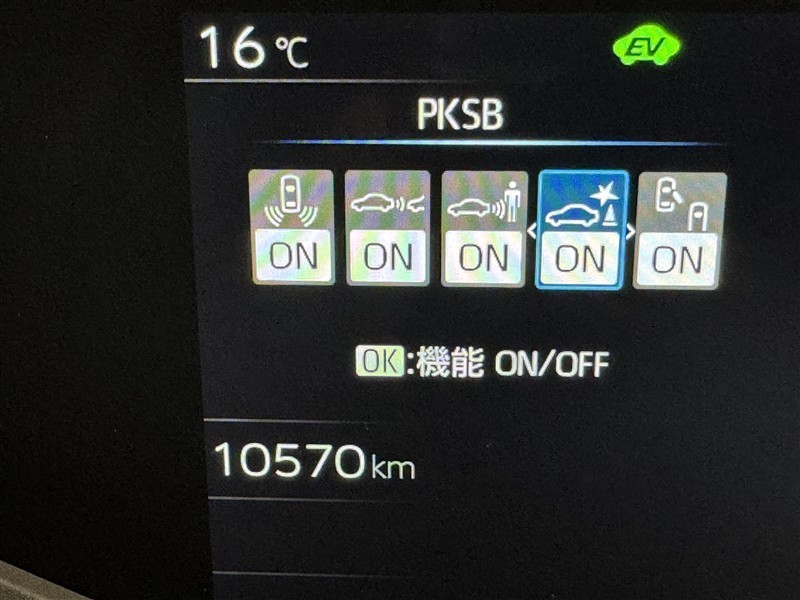 16℃
EV
PKSB
ON ON ON ON ON
OK:機能 ON/OFF
10570km